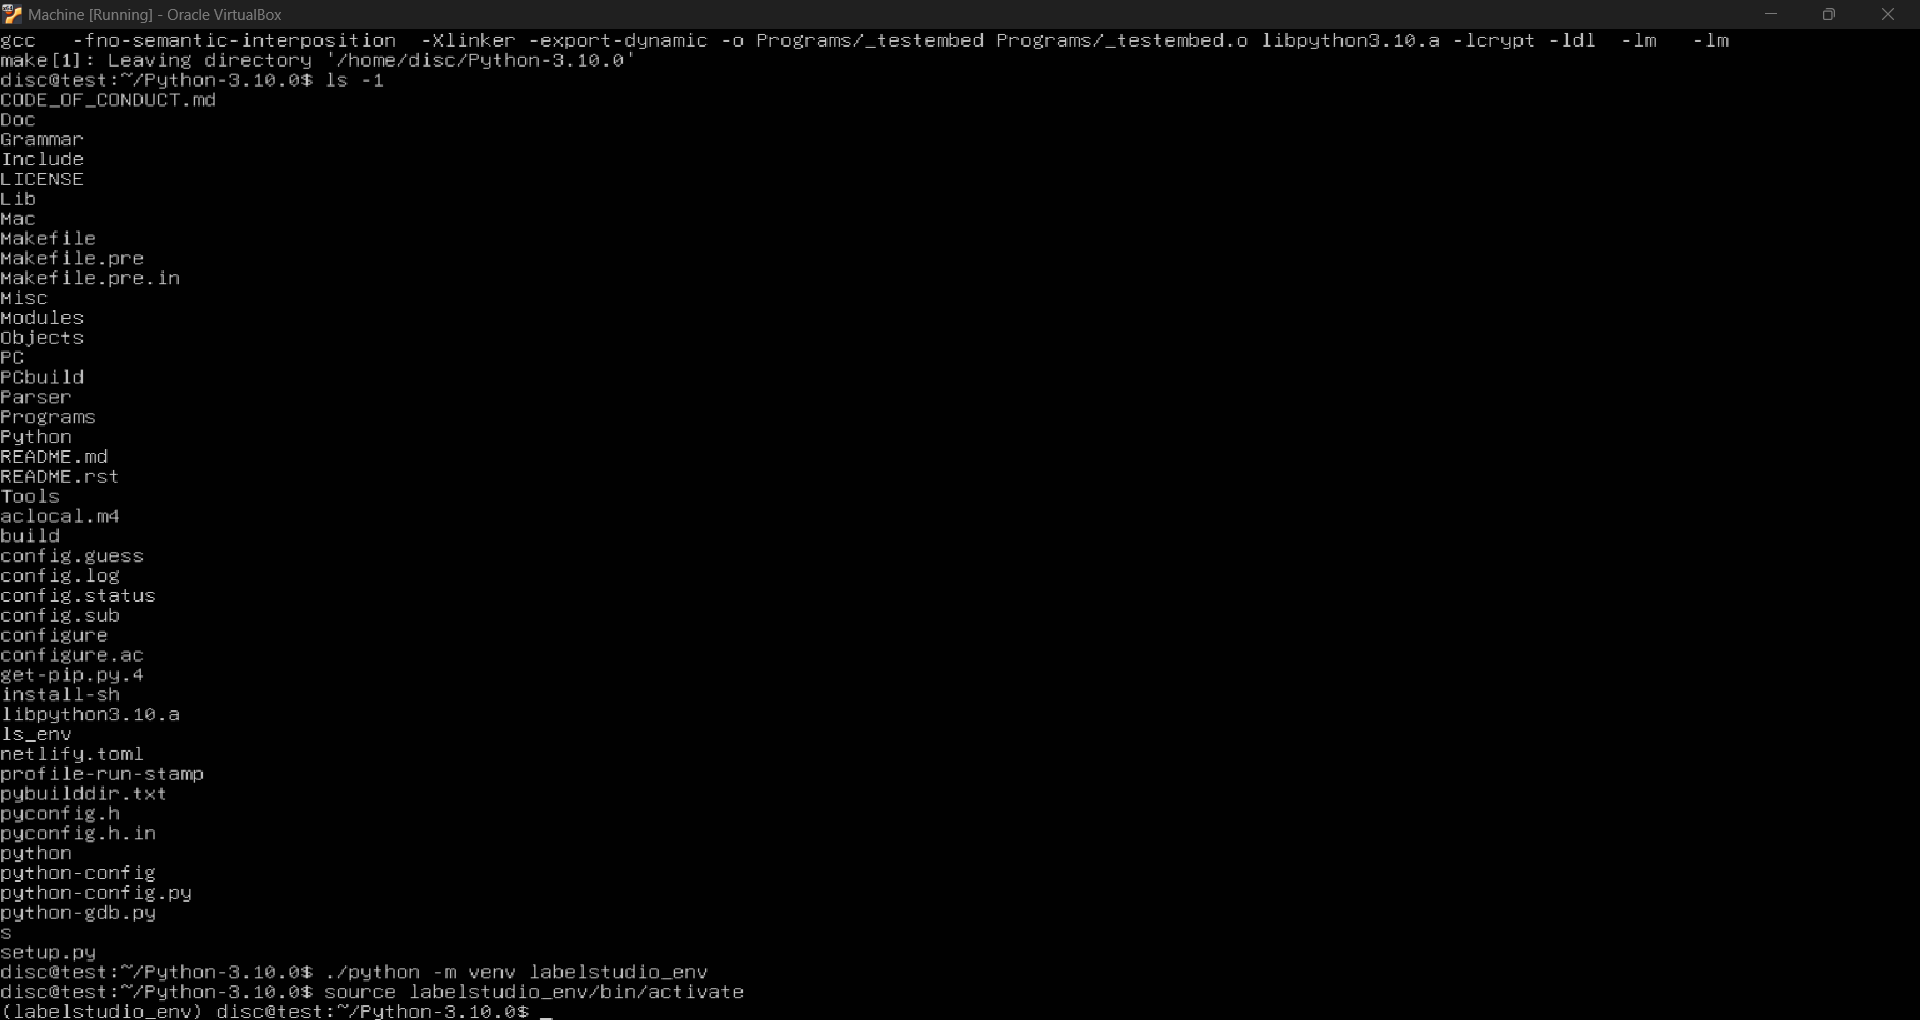 Machine [Running] - Oracle VirtualBox
gcc   -fno-semantic-interposition  -Xlinker -export-dynamic -o Programs/_testembed Programs/_testembed.o libpython3.10.a -lcrypt -ldl  -lm   -lm
make[1]: Leaving directory '/home/disc/Python-3.10.0'
disc@test:~/Python-3.10.0$ ls -1
CODE_OF_CONDUCT.md
Doc
Grammar
Include
LICENSE
Lib
Mac
Makefile
Makefile.pre
Makefile.pre.in
Misc
Modules
Objects
PC
PCbuild
Parser
Programs
Python
README.md
README.rst
Tools
aclocal.m4
build
config.guess
config.log
config.status
config.sub
configure
configure.ac
get-pip.py.4
install-sh
libpython3.10.a
ls_env
netlify.toml
profile-run-stamp
pybuilddir.txt
pyconfig.h
pyconfig.h.in
python
python-config
python-config.py
python-gdb.py
s
setup.py
disc@test:~/Python-3.10.0$ ./python -m venv labelstudio_env
disc@test:~/Python-3.10.0$ source labelstudio_env/bin/activate
(labelstudio_env) disc@test:~/Python-3.10.0$ _